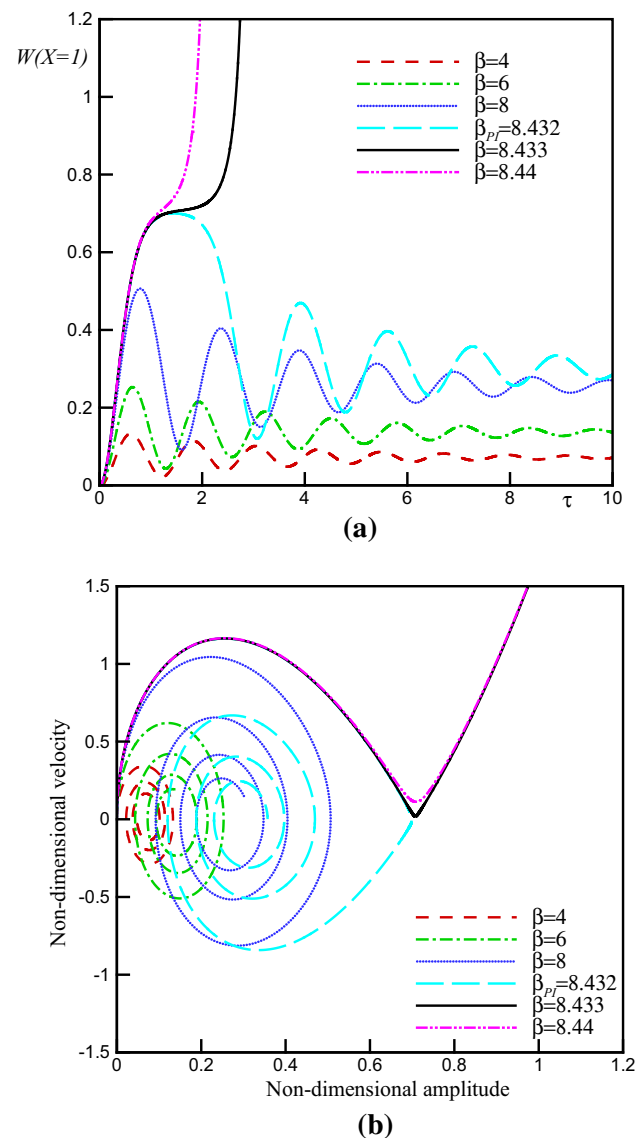 1.2
W(X=1)
1
0.8
0.6
0.4
0.2
0
0 2 4 6 8 10
τ
β=4
β=6
β=8
β_PI=8.432
β=8.433
β=8.44
(a)
1.5
1
0.5
0
-0.5
-1
-1.5
Non-dimensional velocity
0 0.2 0.4 0.6 0.8 1 1.2
Non-dimensional amplitude
β=4
β=6
β=8
β_PI=8.432
β=8.433
β=8.44
(b)